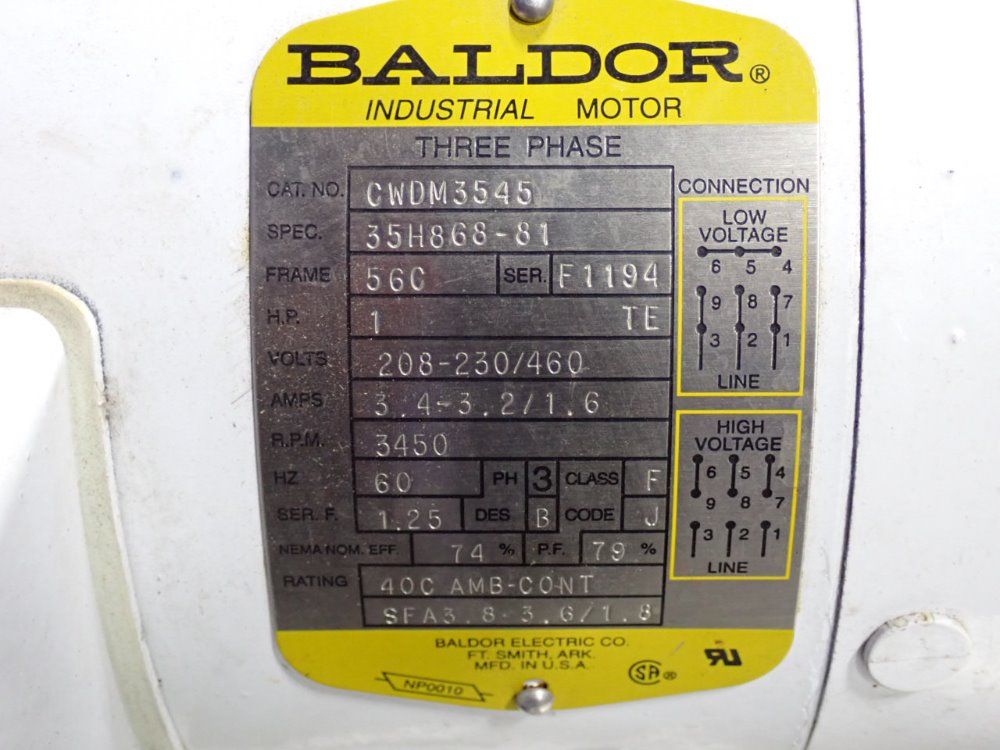 BALDOR®
INDUSTRIAL MOTOR
THREE PHASE
CAT. NO. CWDM3545
SPEC. 35H868-81
FRAME 56C SER. F1194
H.P. 1 TE
VOLTS 208-230/460
AMPS 3.4-3.2/1.6
R.P.M. 3450
HZ 60 PH 3 CLASS F
SER. F. 1.25 DES B CODE J
NEMA NOM. EFF. 74 % P.F. 79 %
RATING 40C AMB-CONT
SFA3.8-3.6/1.8
CONNECTION
LOW
VOLTAGE
6 5 4
9 8 7
3 2 1
LINE
HIGH
VOLTAGE
6 5 4
9 8 7
3 2 1
LINE
BALDOR ELECTRIC CO.
FT. SMITH, ARK.
MFD. IN U.S.A.
NP0010
SA ®
RU